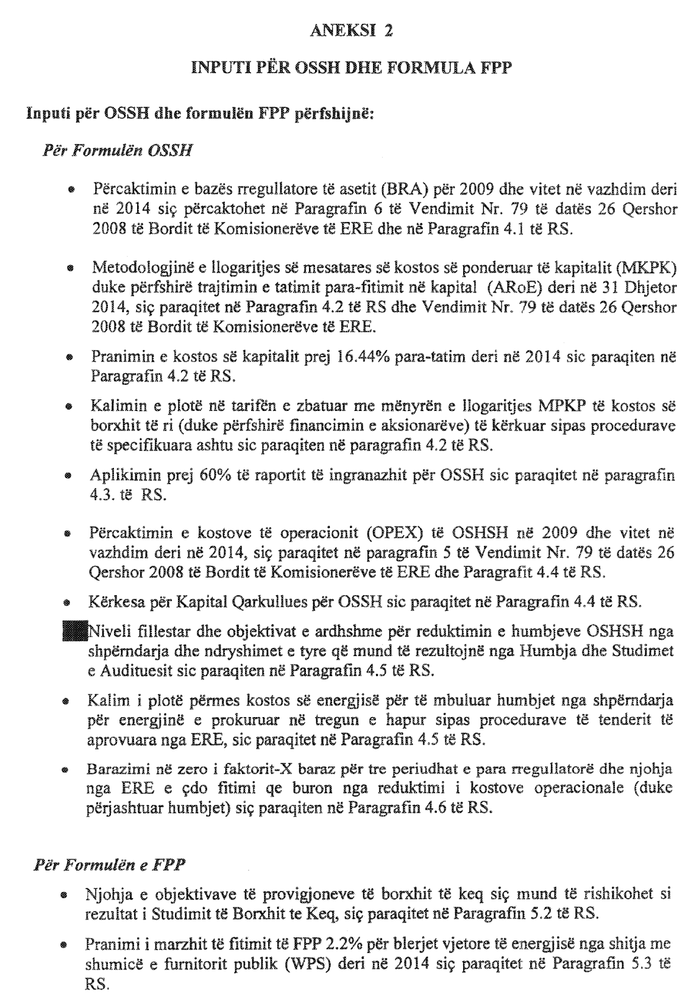 ANEKSI 2
INPUTI PËR OSSH DHE FORMULA FPP
Inputi për OSSH dhe formulën FPP përfshijnë:
Për Formulën OSSH
• Përcaktimin e bazës rregullatore të asetit (BRA) për 2009 dhe vitet në vazhdim deri
në 2014 siç përcaktohet në Paragrafin 6 të Vendimit Nr. 79 të datës 26 Qershor
2008 të Bordit të Komisionerëve të ERE dhe në Paragrafin 4.1 të RS.
• Metodologjinë e llogaritjes së mesatares së kostos së ponderuar të kapitalit (MKPK)
duke përfshirë trajtimin e tatimit para-fitimit në kapital (ARoE) deri në 31 Dhjetor
2014, siç paraqitet në Paragrafin 4.2 të RS dhe Vendimit Nr. 79 të datës 26 Qershor
2008 të Bordit të Komisionerëve të ERE.
• Pranimin e kostos së kapitalit prej 16.44% para-tatim deri në 2014 sic paraqiten në
Paragrafin 4.2 të RS.
• Kalimin e plotë në tarifën e zbatuar me mënyrën e llogaritjes MPKP të kostos së
borxhit të ri (duke përfshirë financimin e aksionarëve) të kërkuar sipas procedurave
të specifikuara ashtu sic paraqiten në paragrafin 4.2 të RS.
• Aplikimin prej 60% të raportit të ingranazhit për OSSH sic paraqitet në paragrafin
4.3. të RS.
• Përcaktimin e kostove të operacionit (OPEX) të OSHSH në 2009 dhe vitet në
vazhdim deri në 2014, siç paraqitet në paragrafin 5 të Vendimit Nr. 79 të datës 26
Qershor 2008 të Bordit të Komisionerëve të ERE dhe Paragrafit 4.4 të RS.
• Kërkesa për Kapital Qarkullues për OSSH sic paraqitet në Paragrafin 4.4 të RS.
Niveli fillestar dhe objektivat e ardhshme për reduktimin e humbjeve OSHSH nga
shpërndarja dhe ndryshimet e tyre që mund të rezultojnë nga Humbja dhe Studimet
e Audituesit sic paraqiten në Paragrafin 4.5 të RS.
• Kalim i plotë përmes kostos së energjisë për të mbuluar humbjet nga shpërndarja
për energjinë e prokuruar në tregun e hapur sipas procedurave të tenderit të
aprovuara nga ERE, sic paraqitet në Paragrafin 4.5 të RS.
• Barazimi në zero i faktorit-X baraz për tre periudhat e para rregullatorë dhe njohja
nga ERE e çdo fitimi qe buron nga reduktimi i kostove operacionale (duke
përjashtuar humbjet) siç paraqiten në Paragrafin 4.6 të RS.
Për Formulën e FPP
• Njohja e objektivave të provigjoneve të borxhit të keq siç mund të rishikohet si
rezultat i Studimit të Borxhit te Keq, siç paraqitet në Paragrafin 5.2 të RS.
• Pranimi i marzhit të fitimit të FPP 2.2% për blerjet vjetore të energjisë nga shitja me
shumicë e furnitorit publik (WPS) deri në 2014 siç paraqitet në Paragrafin 5.3 të
RS.